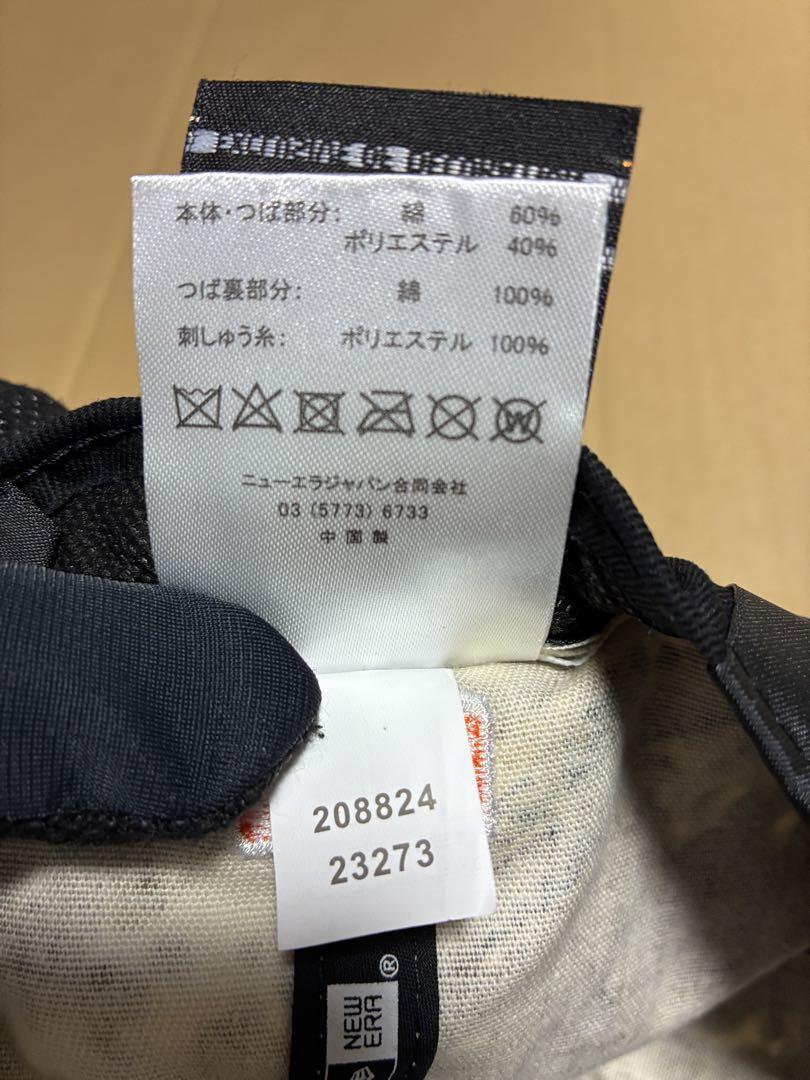 本体・つば部分: 綿 60%
ポリエステル 40%
つば裏部分: 綿 100%
刺しゅう糸: ポリエステル 100%
W
ニューエラジャパン合同会社
03 (5773) 6733
中国製
208824
23273
®
NEW
ERA